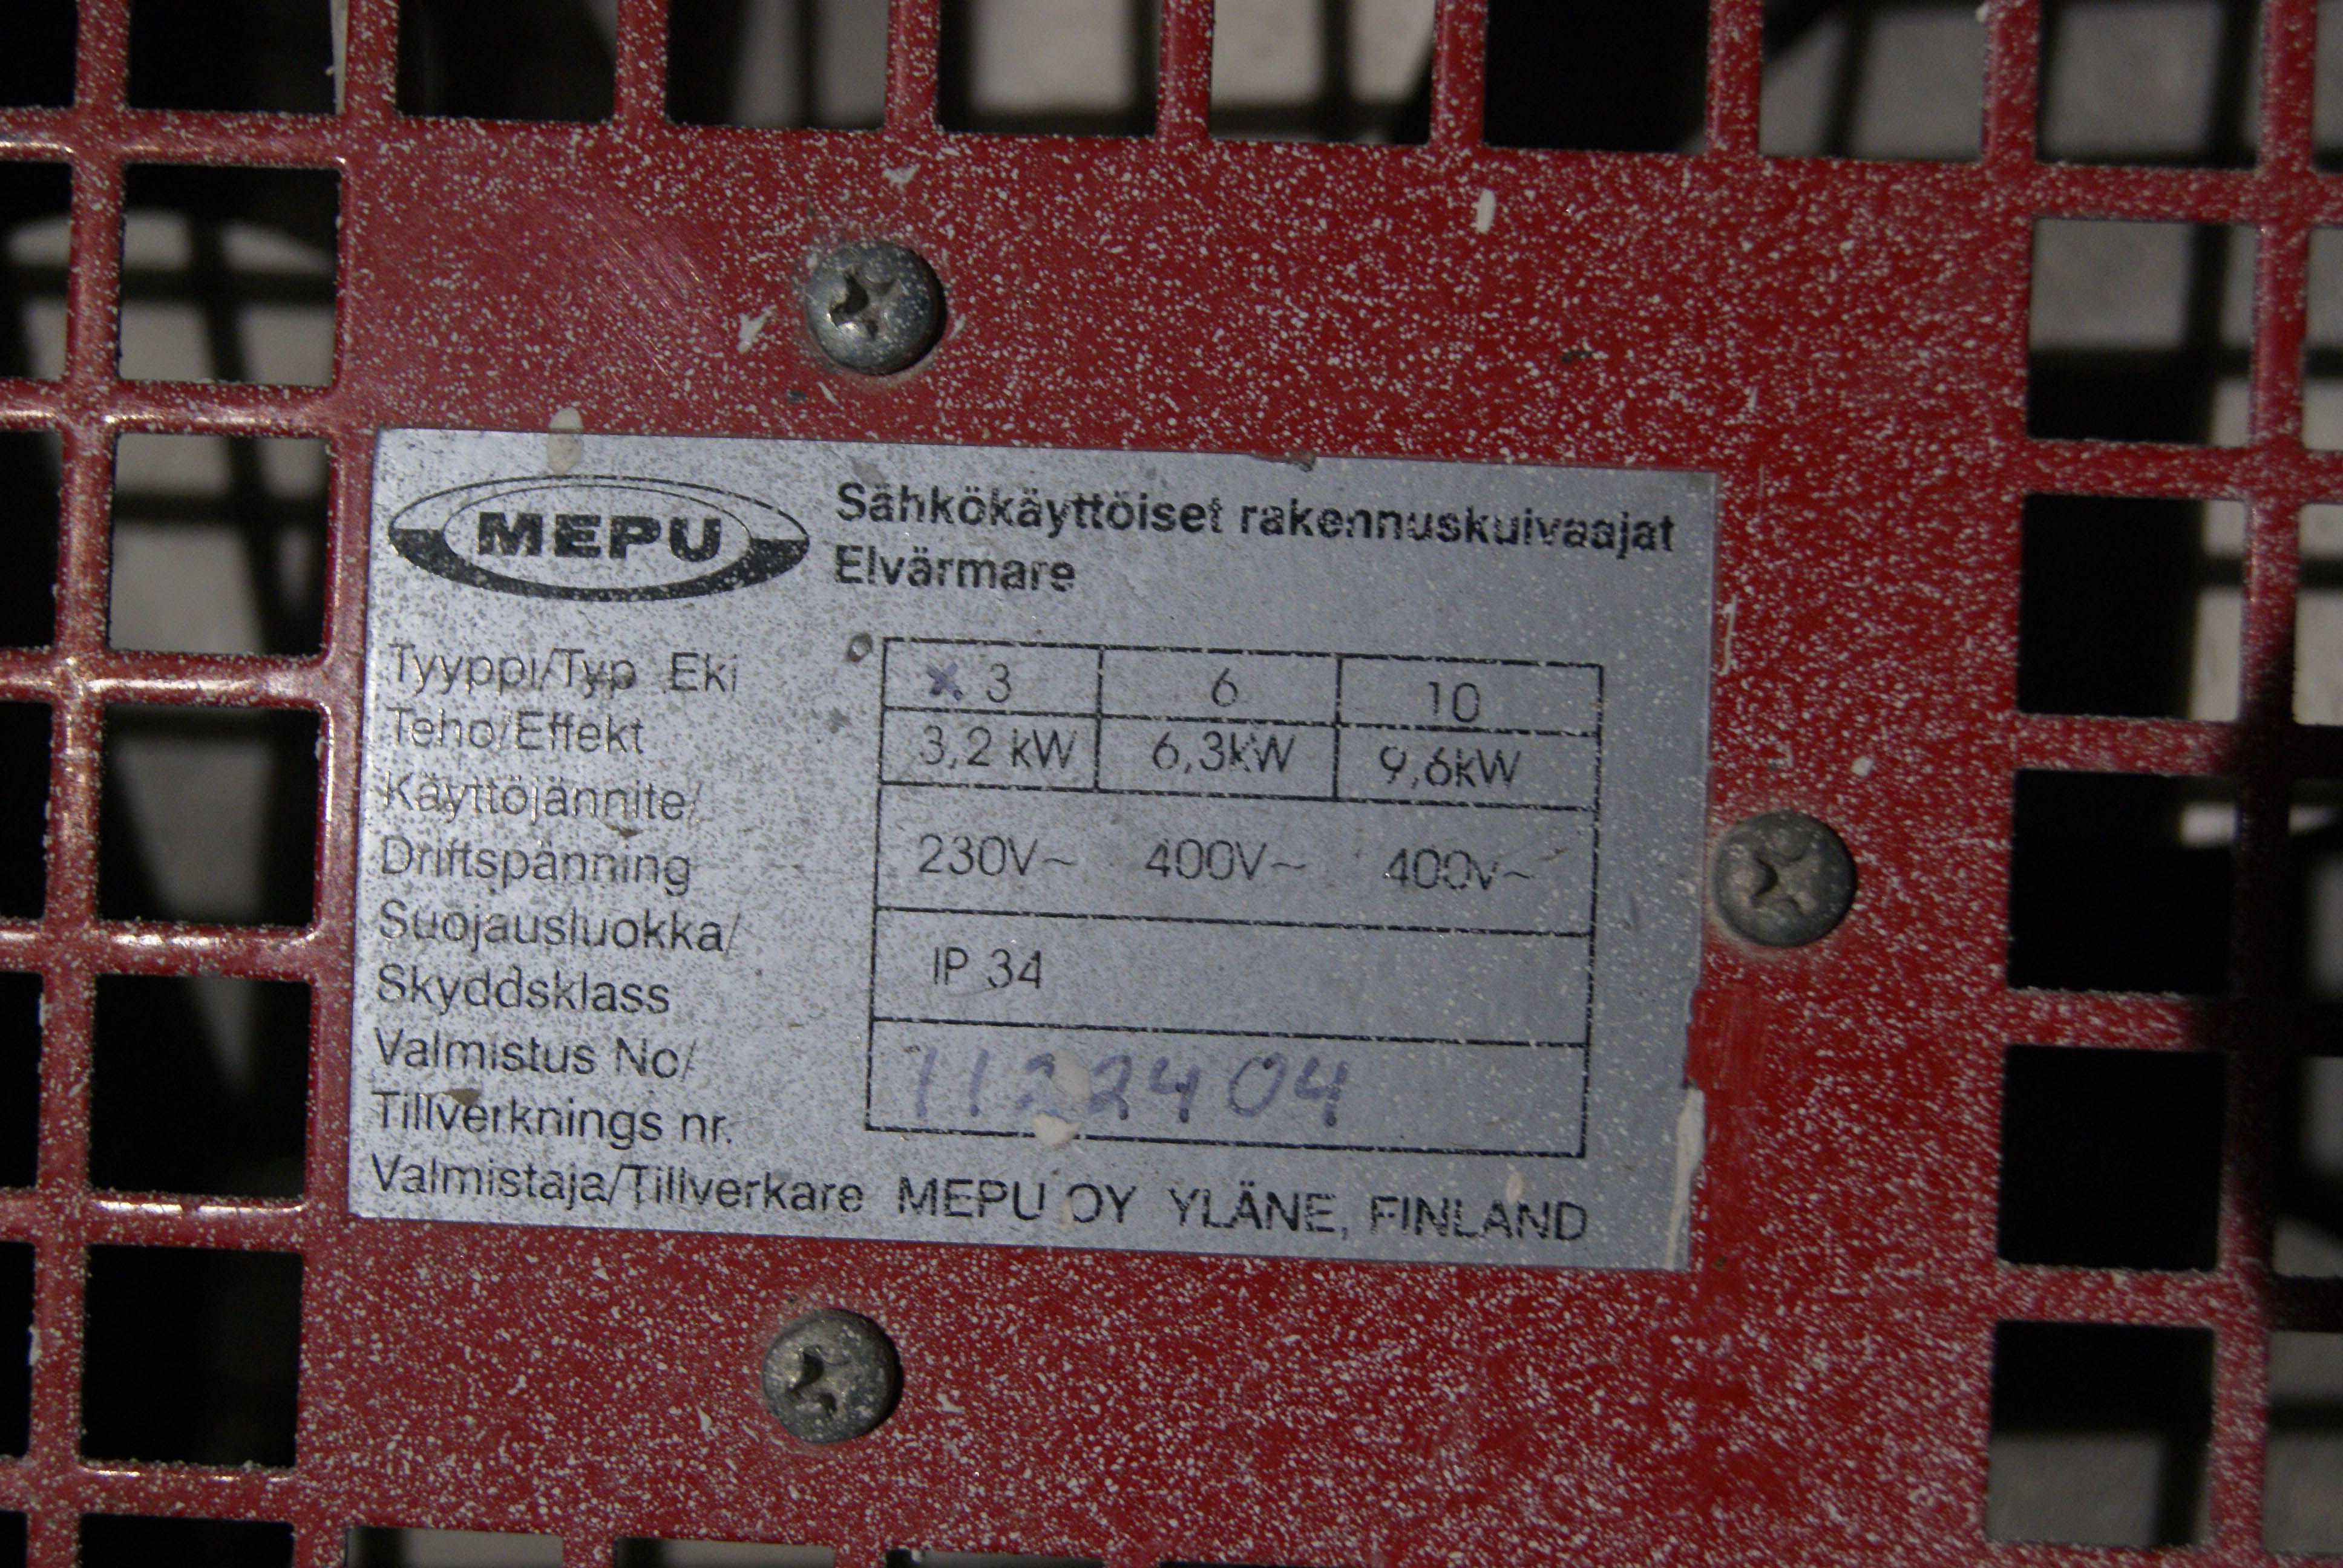 MEPU
Sähkökäyttöiset rakennuskuivaajat
Elvärmare
Tyyppi/Typ Eki x 3 6 10
Teho/Effekt 3,2 kW 6,3kW 9,6kW
Käyttöjännite/
Driftspänning 230V~ 400V~ 400V~
Suojausluokka/
Skyddsklass IP 34
Valmistus No/
Tillverknings nr. 1122404
Valmistaja/Tillverkare MEPU OY YLÄNE, FINLAND